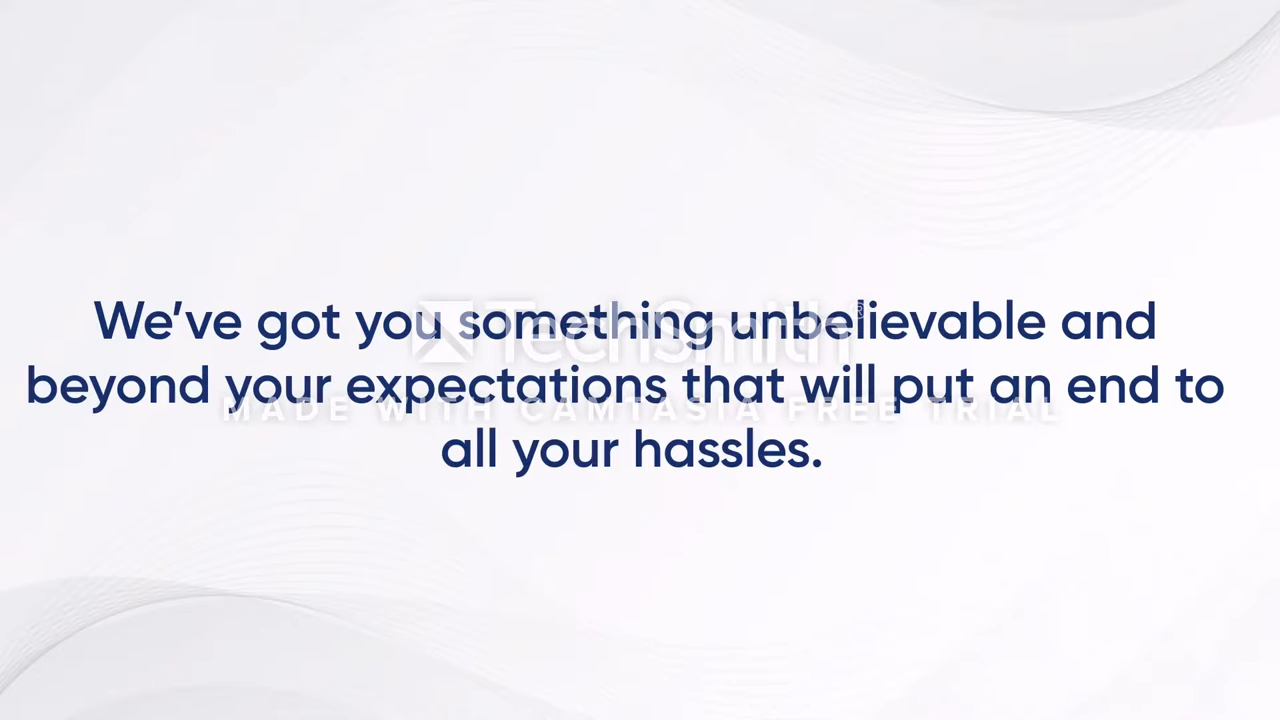 We've got you something unbelievable and
beyond your expectations that will put an end to
all your hassles.
TechSmith®
MADE WITH CAMTASIA FREE TRIAL